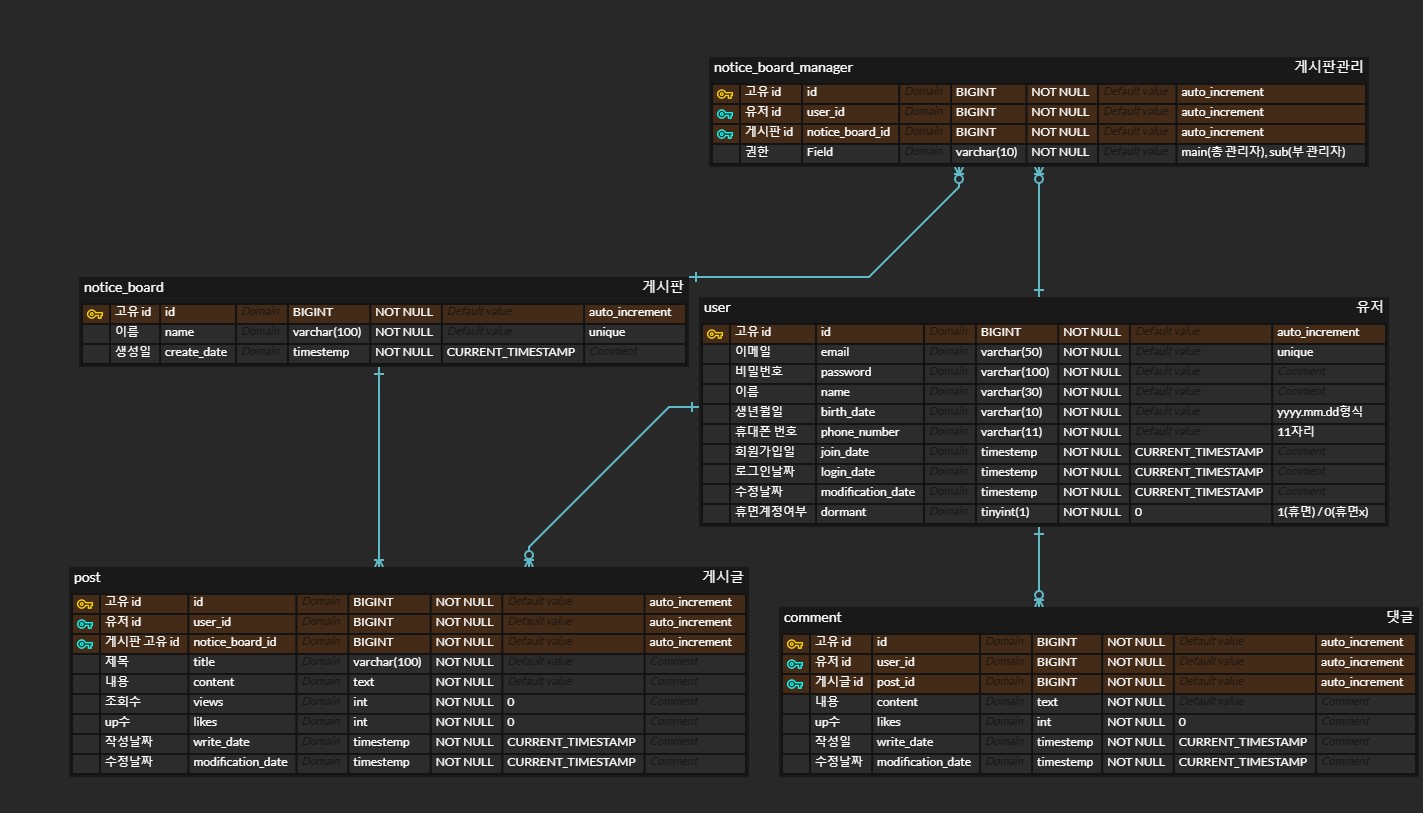 notice_board_manager 게시판관리
고유 id id Domain BIGINT NOT NULL Default value auto_increment
유저 id user_id Domain BIGINT NOT NULL Default value auto_increment
게시판 id notice_board_id Domain BIGINT NOT NULL Default value auto_increment
권한 Field Domain varchar(10) NOT NULL Default value main(총 관리자), sub(부 관리자)
notice_board 게시판
고유 id id Domain BIGINT NOT NULL Default value auto_increment
이름 name Domain varchar(100) NOT NULL Default value unique
생성일 create_date Domain timestemp NOT NULL CURRENT_TIMESTAMP Comment
user 유저
고유 id id Domain BIGINT NOT NULL Default value auto_increment
이메일 email Domain varchar(50) NOT NULL Default value unique
비밀번호 password Domain varchar(100) NOT NULL Default value Comment
이름 name Domain varchar(30) NOT NULL Default value Comment
생년월일 birth_date Domain varchar(10) NOT NULL Default value yyyy.mm.dd형식
휴대폰 번호 phone_number Domain varchar(11) NOT NULL Default value 11자리
회원가입일 join_date Domain timestemp NOT NULL CURRENT_TIMESTAMP Comment
로그인날짜 login_date Domain timestemp NOT NULL CURRENT_TIMESTAMP Comment
수정날짜 modification_date Domain timestemp NOT NULL CURRENT_TIMESTAMP Comment
휴면계정여부 dormant Domain tinyint(1) NOT NULL 0 1(휴면) / 0(휴면x)
post 게시글
고유 id id Domain BIGINT NOT NULL Default value auto_increment
유저 id user_id Domain BIGINT NOT NULL Default value auto_increment
게시판 고유 id notice_board_id Domain BIGINT NOT NULL Default value auto_increment
제목 title Domain varchar(100) NOT NULL Default value Comment
내용 content Domain text NOT NULL Default value Comment
조회수 views Domain int NOT NULL 0 Comment
up수 likes Domain int NOT NULL 0 Comment
작성날짜 write_date Domain timestemp NOT NULL CURRENT_TIMESTAMP Comment
수정날짜 modification_date Domain timestemp NOT NULL CURRENT_TIMESTAMP Comment
comment 댓글
고유 id id Domain BIGINT NOT NULL Default value auto_increment
유저 id user_id Domain BIGINT NOT NULL Default value auto_increment
게시글 id post_id Domain BIGINT NOT NULL Default value auto_increment
내용 content Domain text NOT NULL Default value Comment
up수 likes Domain int NOT NULL 0 Comment
작성일 write_date Domain timestemp NOT NULL CURRENT_TIMESTAMP Comment
수정날짜 modification_date Domain timestemp NOT NULL CURRENT_TIMESTAMP Comment